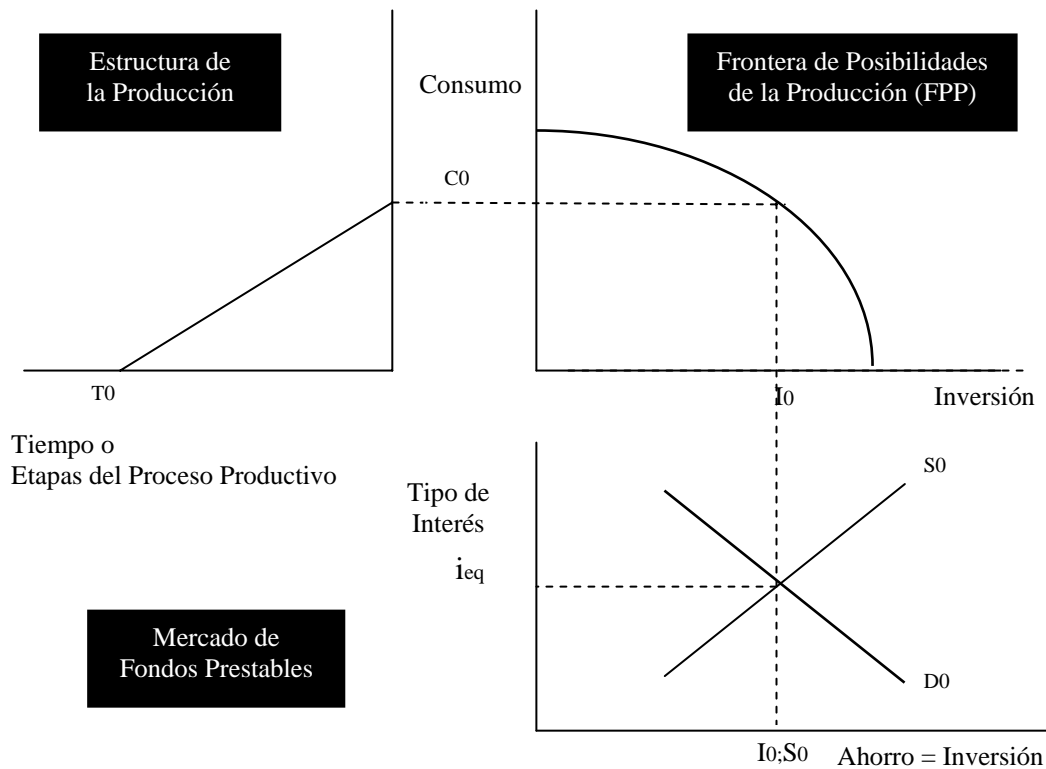 Estructura de
la Producción
Consumo
Frontera de Posibilidades
de la Producción (FPP)
C0
T0
I0
Inversión
Tiempo o
Etapas del Proceso Productivo
Tipo de
Interés
ieq
S0
Mercado de
Fondos Prestables
D0
I0;S0
Ahorro = Inversión